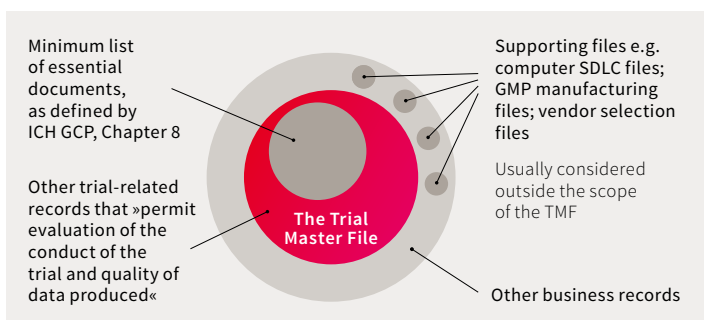 Minimum list
of essential
documents,
as defined by
ICH GCP, Chapter 8
Other trial-related
records that »permit
evaluation of the
conduct of the
trial and quality of
data produced«
The Trial
Master File
Supporting files e.g.
computer SDLC files;
GMP manufacturing
files; vendor selection
files
Usually considered
outside the scope
of the TMF
Other business records